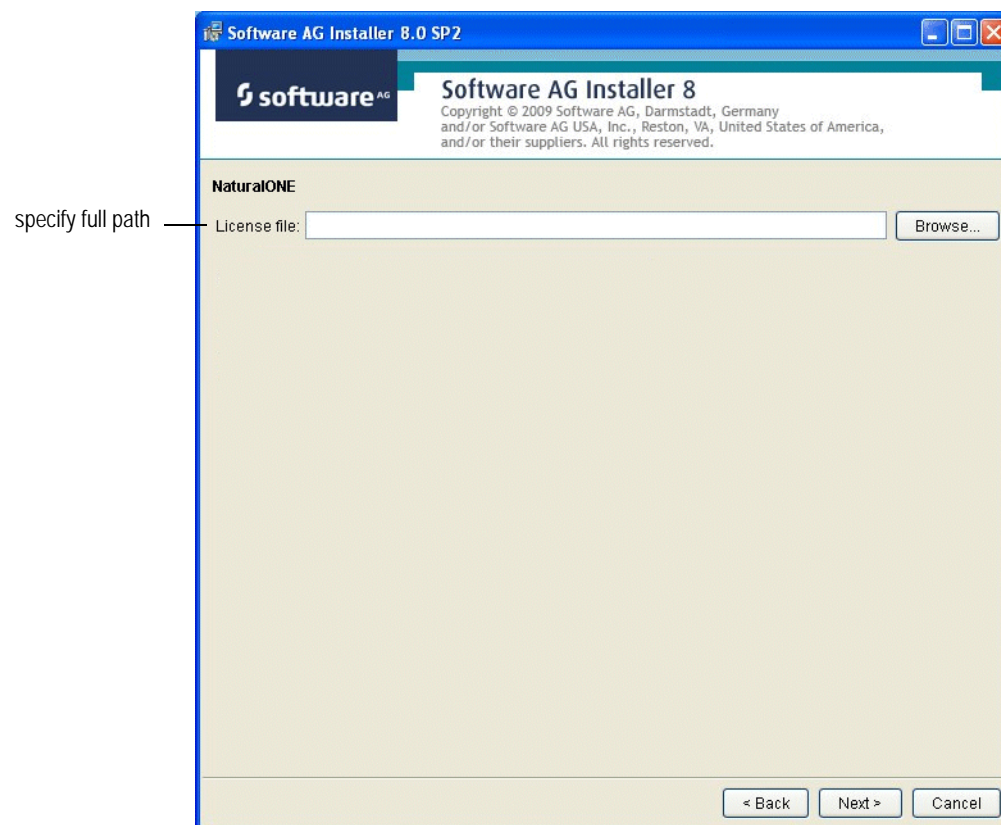 Software AG Installer 8.0 SP2
software AG
Software AG Installer 8
Copyright © 2009 Software AG, Darmstadt, Germany
and/or Software AG USA, Inc., Reston, VA, United States of America,
and/or their suppliers. All rights reserved.
NaturalONE
specify full path
License file:
Browse...
< Back
Next >
Cancel